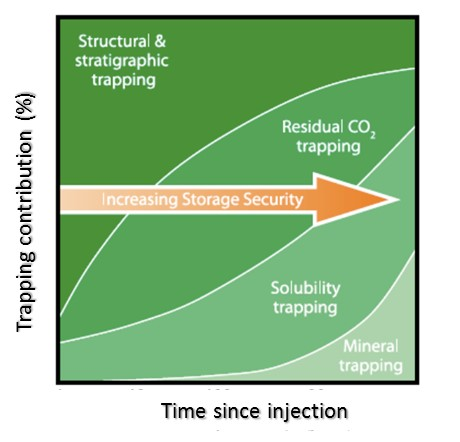 Structural &
stratigraphic
trapping
Residual CO₂
trapping
Increasing Storage Security
Solubility
trapping
Mineral
trapping
Trapping contribution (%)
Time since injection